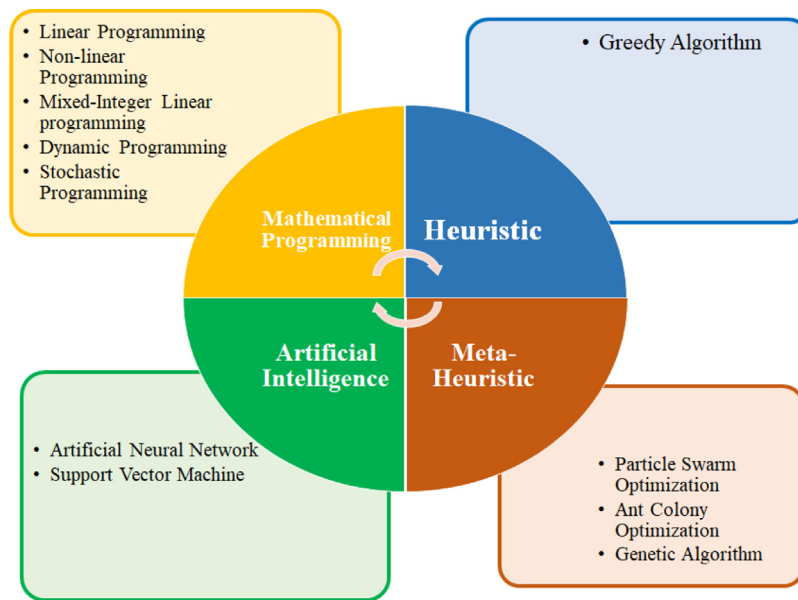 • Linear Programming
• Non-linear
Programming
• Mixed-Integer Linear
programming
• Dynamic Programming
• Stochastic
Programming
• Greedy Algorithm
Mathematical
Programming
Heuristic
Artificial
Intelligence
Meta-
Heuristic
• Artificial Neural Network
• Support Vector Machine
• Particle Swarm
Optimization
• Ant Colony
Optimization
• Genetic Algorithm